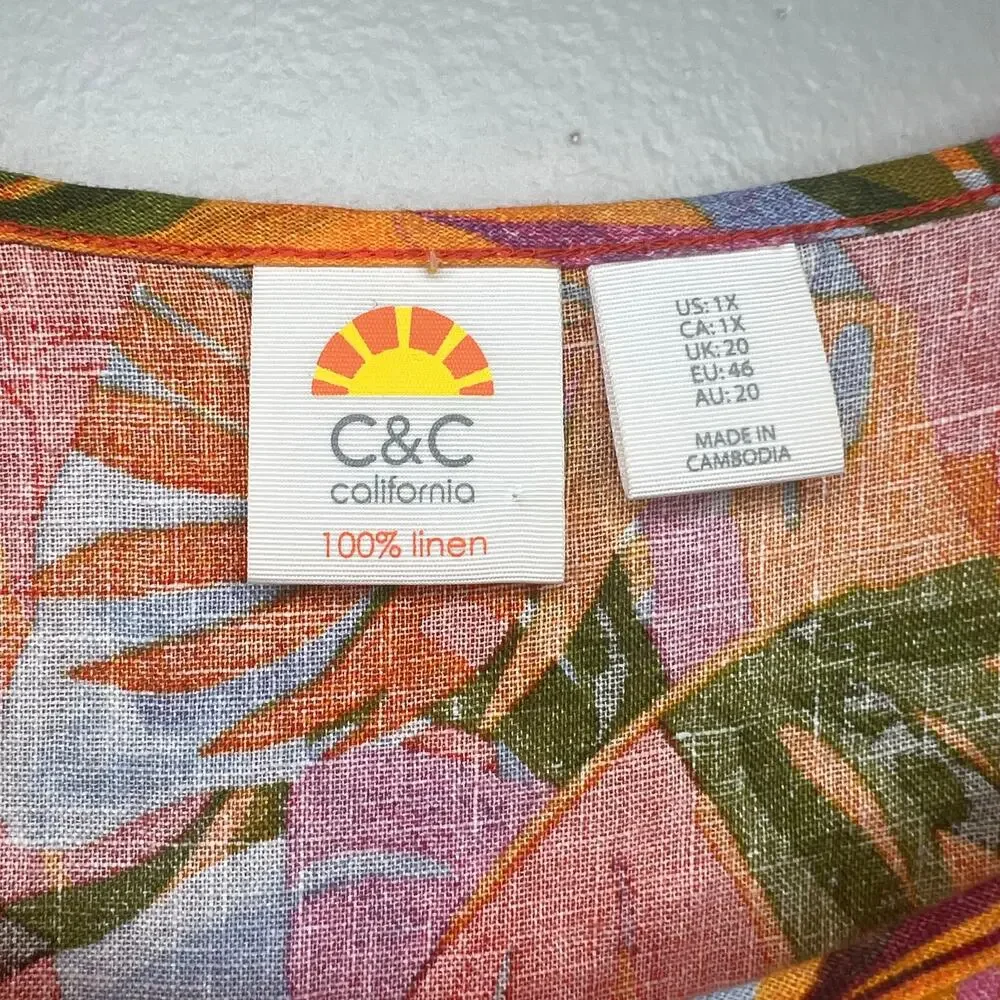 C&C
california
100% linen
US: 1X
CA: 1X
UK: 20
EU: 46
AU: 20
MADE IN
CAMBODIA